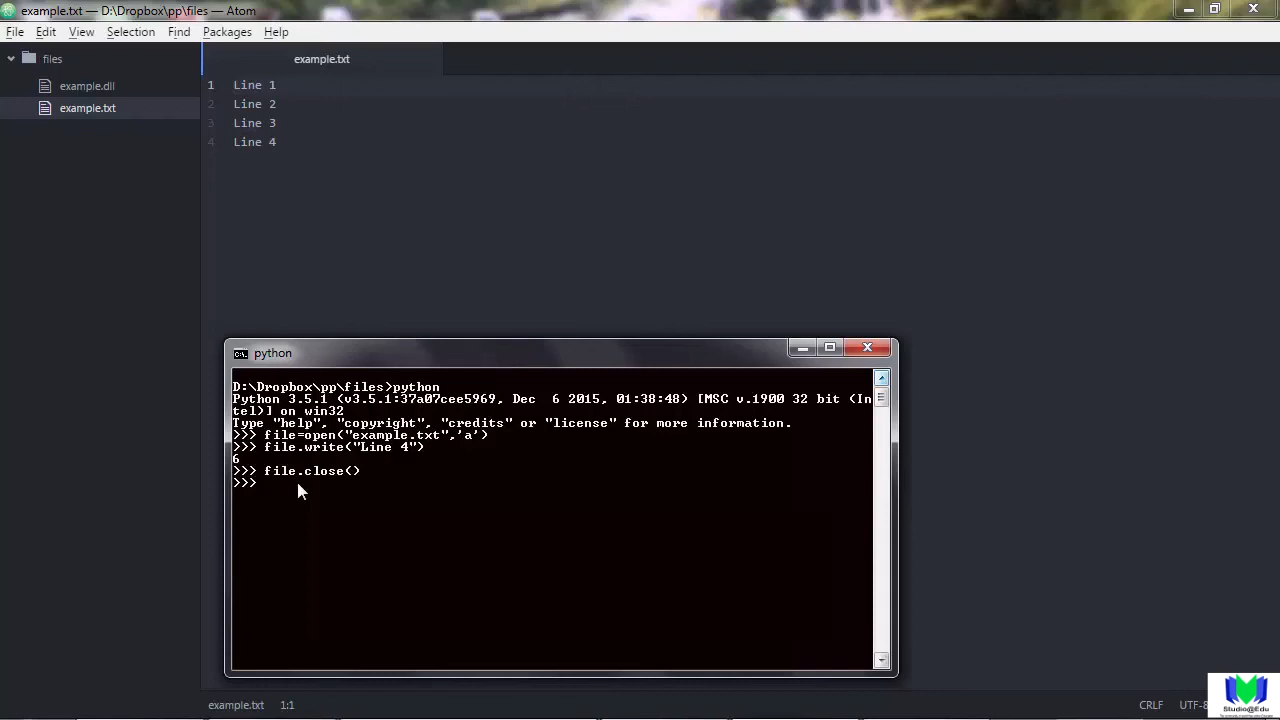 example.txt — D:\Dropbox\pp\files — Atom
File Edit View Selection Find Packages Help
files
example.dll
example.txt
example.txt
1 Line 1
2 Line 2
3 Line 3
4 Line 4
python
D:\Dropbox\pp\files>python
Python 3.5.1 (v3.5.1:37a07cee5969, Dec  6 2015, 01:38:48) [MSC v.1900 32 bit (In
tel)] on win32
Type "help", "copyright", "credits" or "license" for more information.
>>> file=open("example.txt",'a')
>>> file.write("Line 4")
6
>>> file.close()
>>>
example.txt 1:1 CRLF UTF-8
Studio@Edu